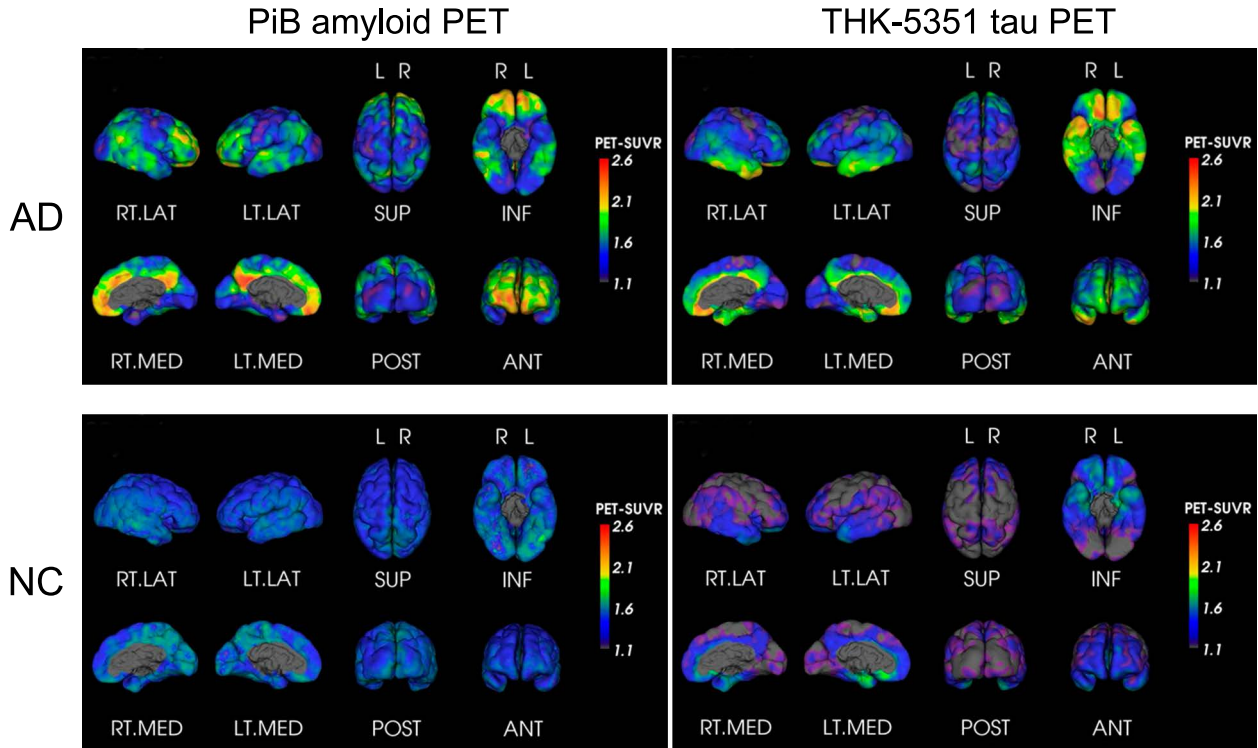 PiB amyloid PET THK-5351 tau PET
L R R L L R R L
PET-SUVR PET-SUVR
2.6 2.6
2.1 2.1
AD
RT.LAT LT.LAT SUP INF RT.LAT LT.LAT SUP INF
1.6 1.6
1.1 1.1
RT.MED LT.MED POST ANT RT.MED LT.MED POST ANT
L R R L L R R L
PET-SUVR PET-SUVR
2.6 2.6
2.1 2.1
NC
RT.LAT LT.LAT SUP INF RT.LAT LT.LAT SUP INF
1.6 1.6
1.1 1.1
RT.MED LT.MED POST ANT RT.MED LT.MED POST ANT